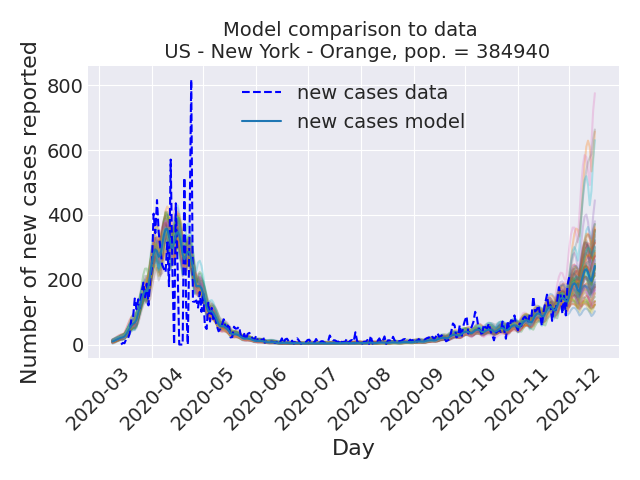 Model comparison to data
US - New York - Orange, pop. = 384940
Number of new cases reported
800
600
400
200
0
new cases data
new cases model
2020-03
2020-04
2020-05
2020-06
2020-07
2020-08
2020-09
2020-10
2020-11
2020-12
Day